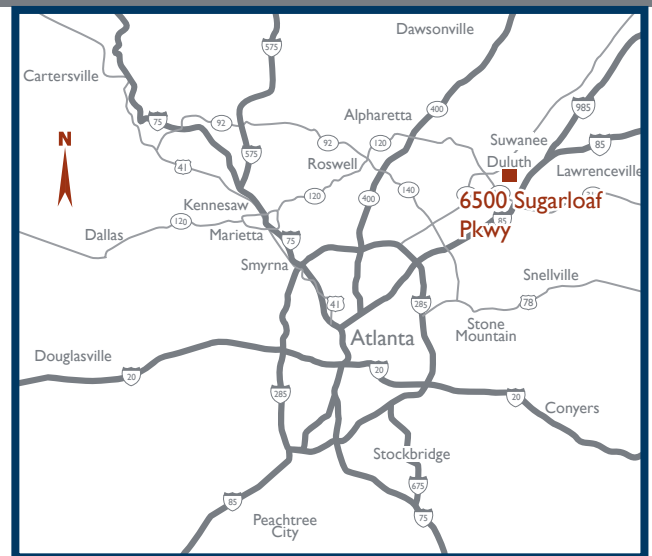 Dawsonville
575
Cartersville
400
985
Alpharetta
75
92
Suwanee
92
120
85
575
Roswell
Duluth
N
41
Lawrenceville
140
120
400
6500 Sugarloaf
Kennesaw
85
Pkwy
120
Marietta
Dallas
75
Smyrna
Snellville
285
41
78
Stone
Mountain
Atlanta
Douglasville
20
20
285
20
Conyers
Stockbridge
675
85
75
Peachtree
City